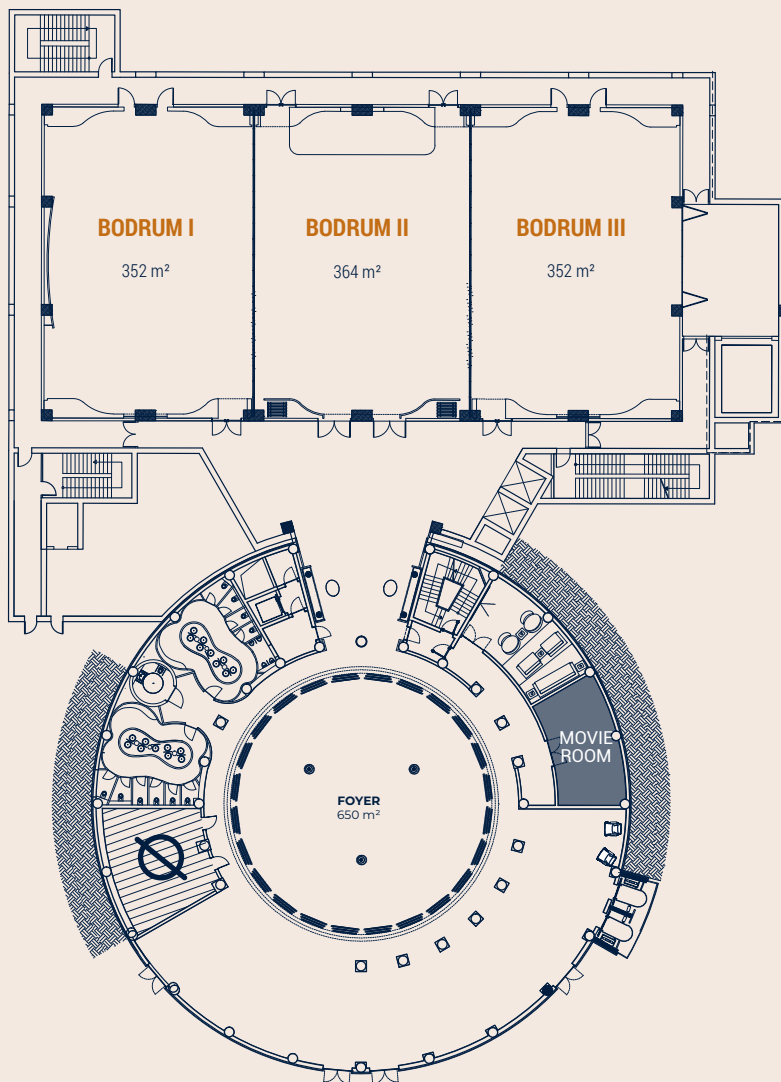 BODRUM I
352 m²
BODRUM II
364 m²
BODRUM III
352 m²
MOVIE
ROOM
FOYER
650 m²